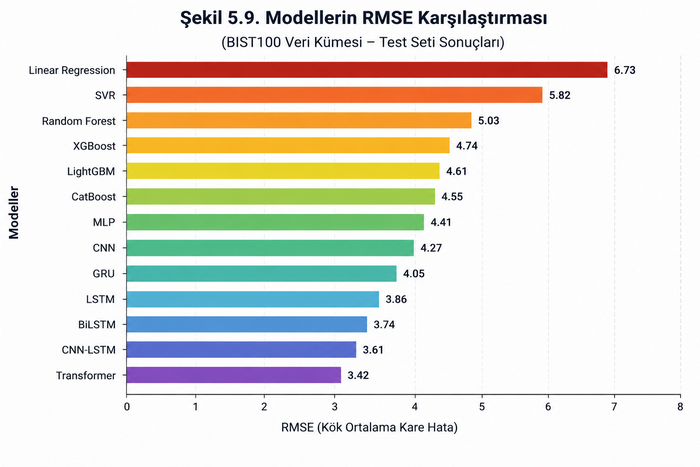 Şekil 5.9. Modellerin RMSE Karşılaştırması
(BIST100 Veri Kümesi – Test Seti Sonuçları)
Modeller
Linear Regression 6.73
SVR 5.82
Random Forest 5.03
XGBoost 4.74
LightGBM 4.61
CatBoost 4.55
MLP 4.41
CNN 4.27
GRU 4.05
LSTM 3.86
BiLSTM 3.74
CNN-LSTM 3.61
Transformer 3.42
0 1 2 3 4 5 6 7 8
RMSE (Kök Ortalama Kare Hata)